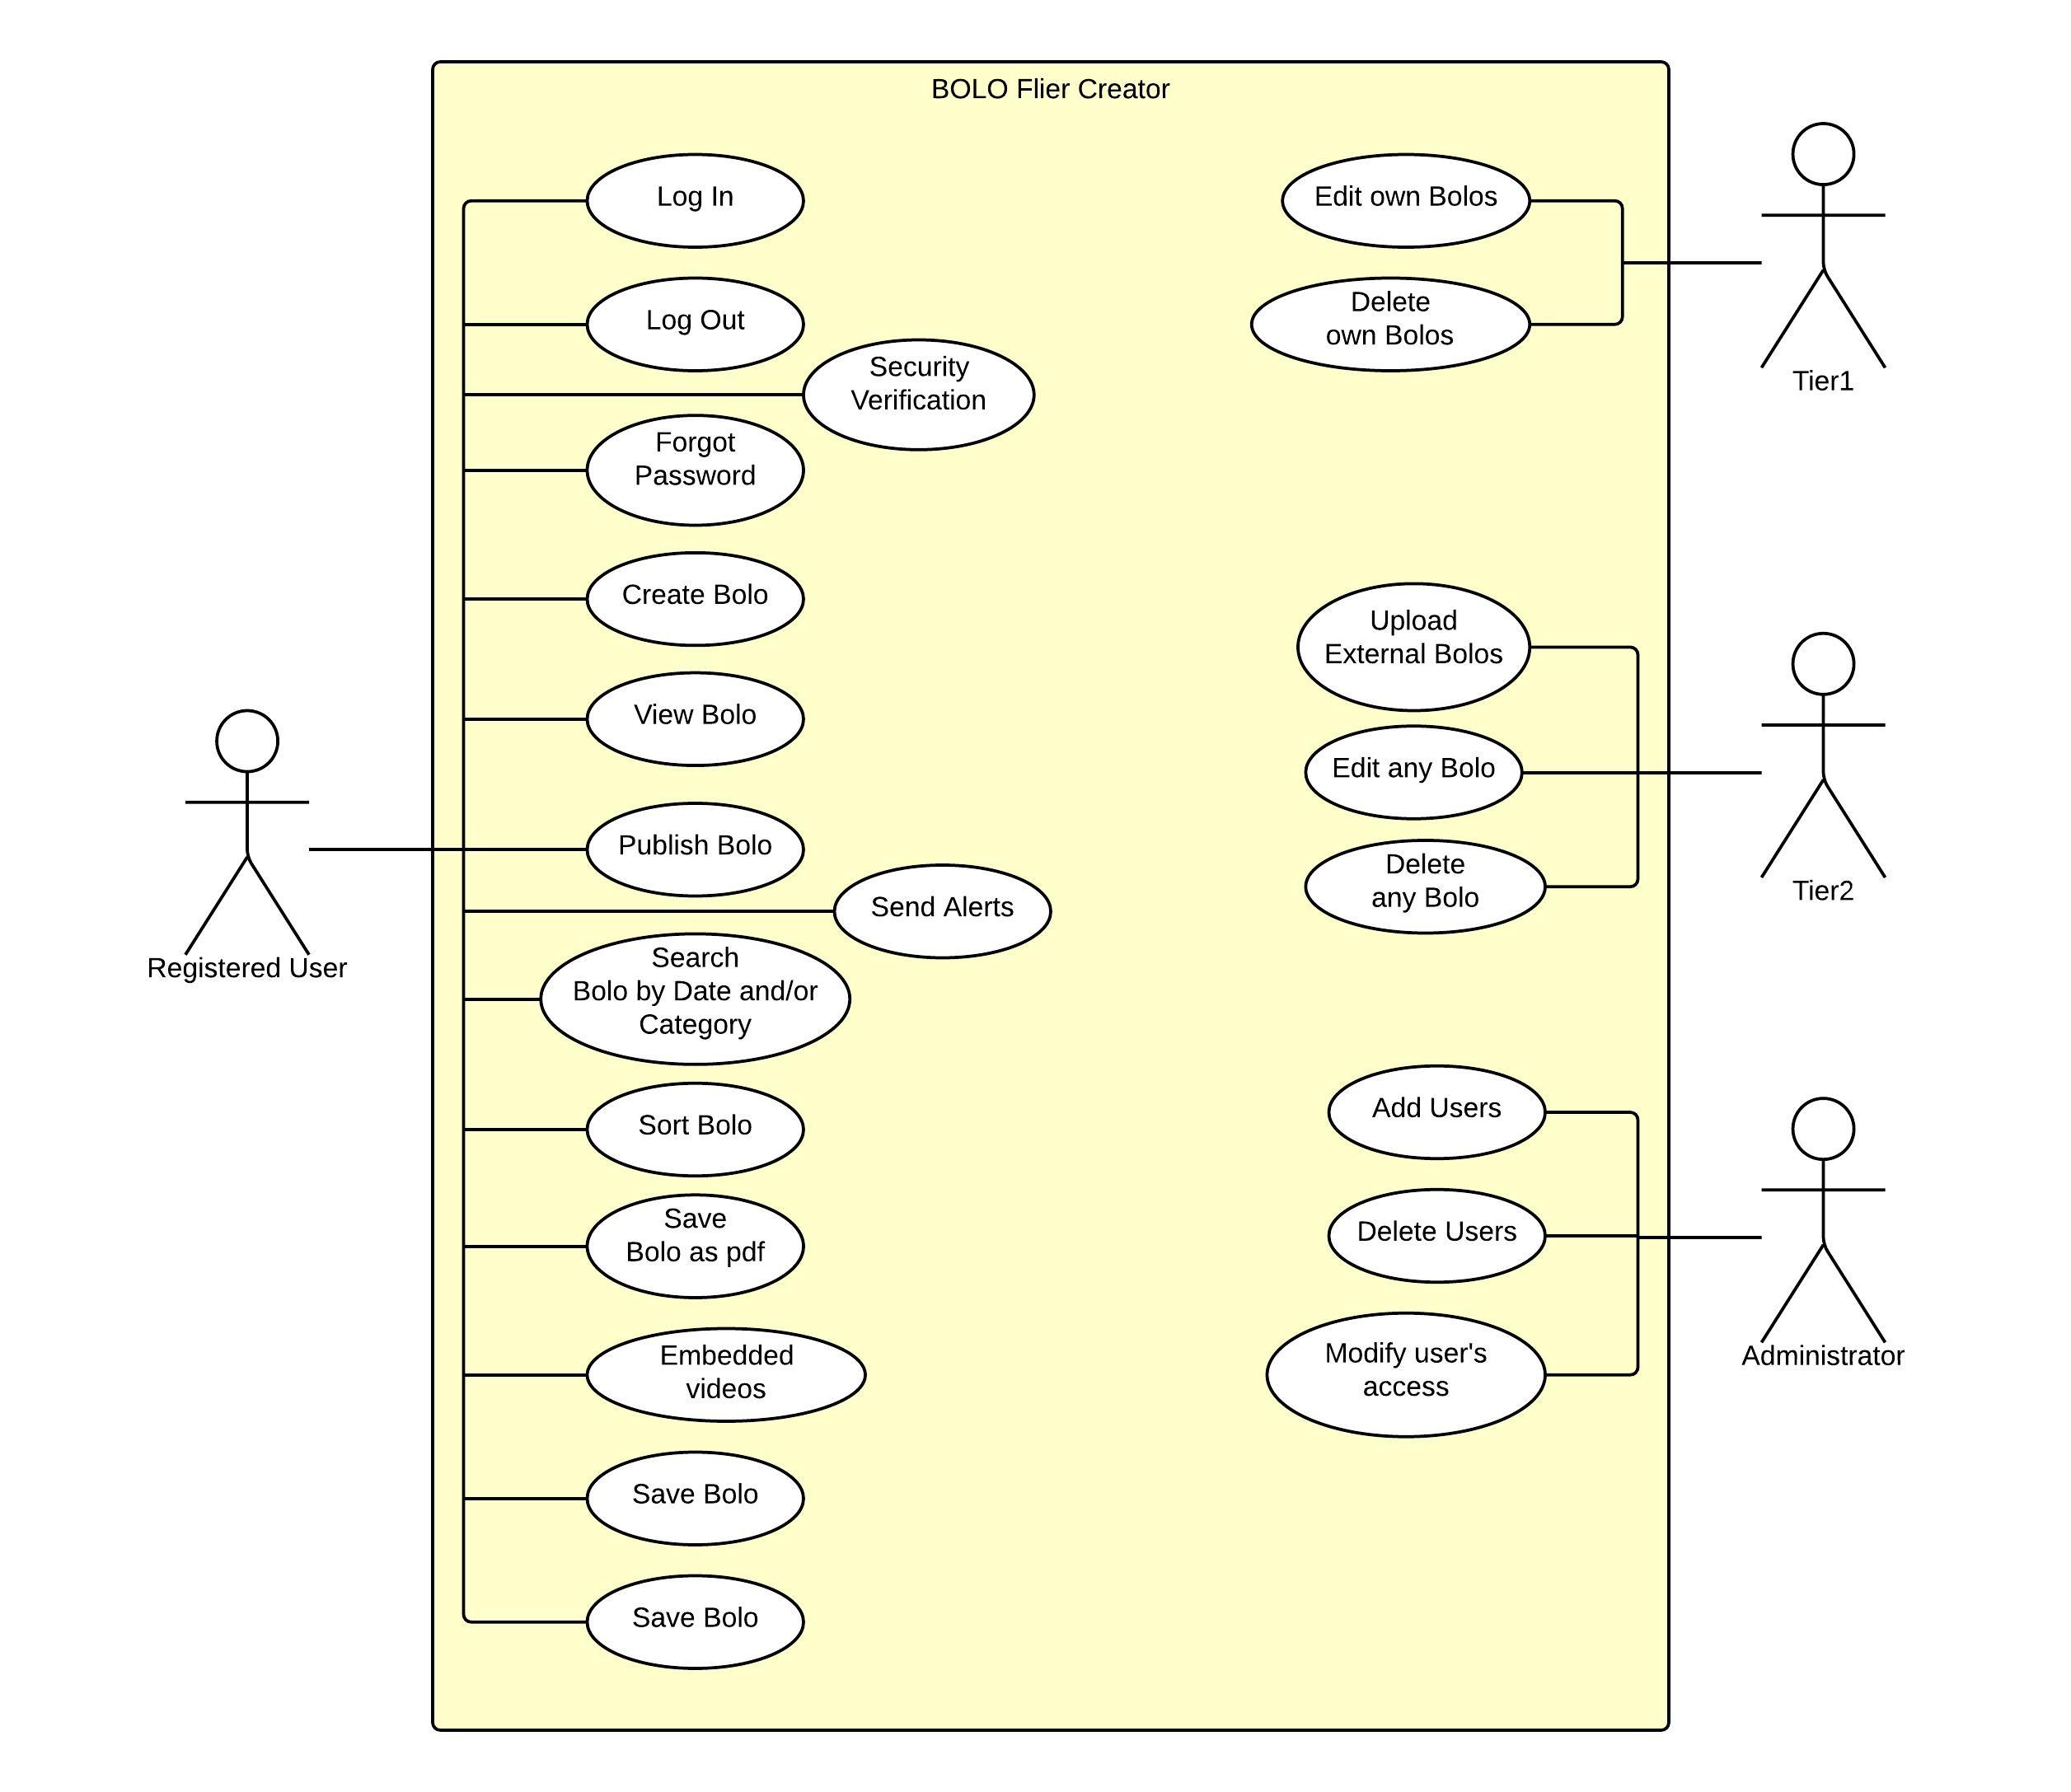 BOLO Flier Creator
Log In
Log Out
Security
Verification
Forgot
Password
Create Bolo
View Bolo
Publish Bolo
Send Alerts
Search
Bolo by Date and/or
Category
Sort Bolo
Save
Bolo as pdf
Embedded
videos
Save Bolo
Save Bolo
Registered User
Edit own Bolos
Delete
own Bolos
Tier1
Upload
External Bolos
Edit any Bolo
Delete
any Bolo
Tier2
Add Users
Delete Users
Modify user's
access
Administrator